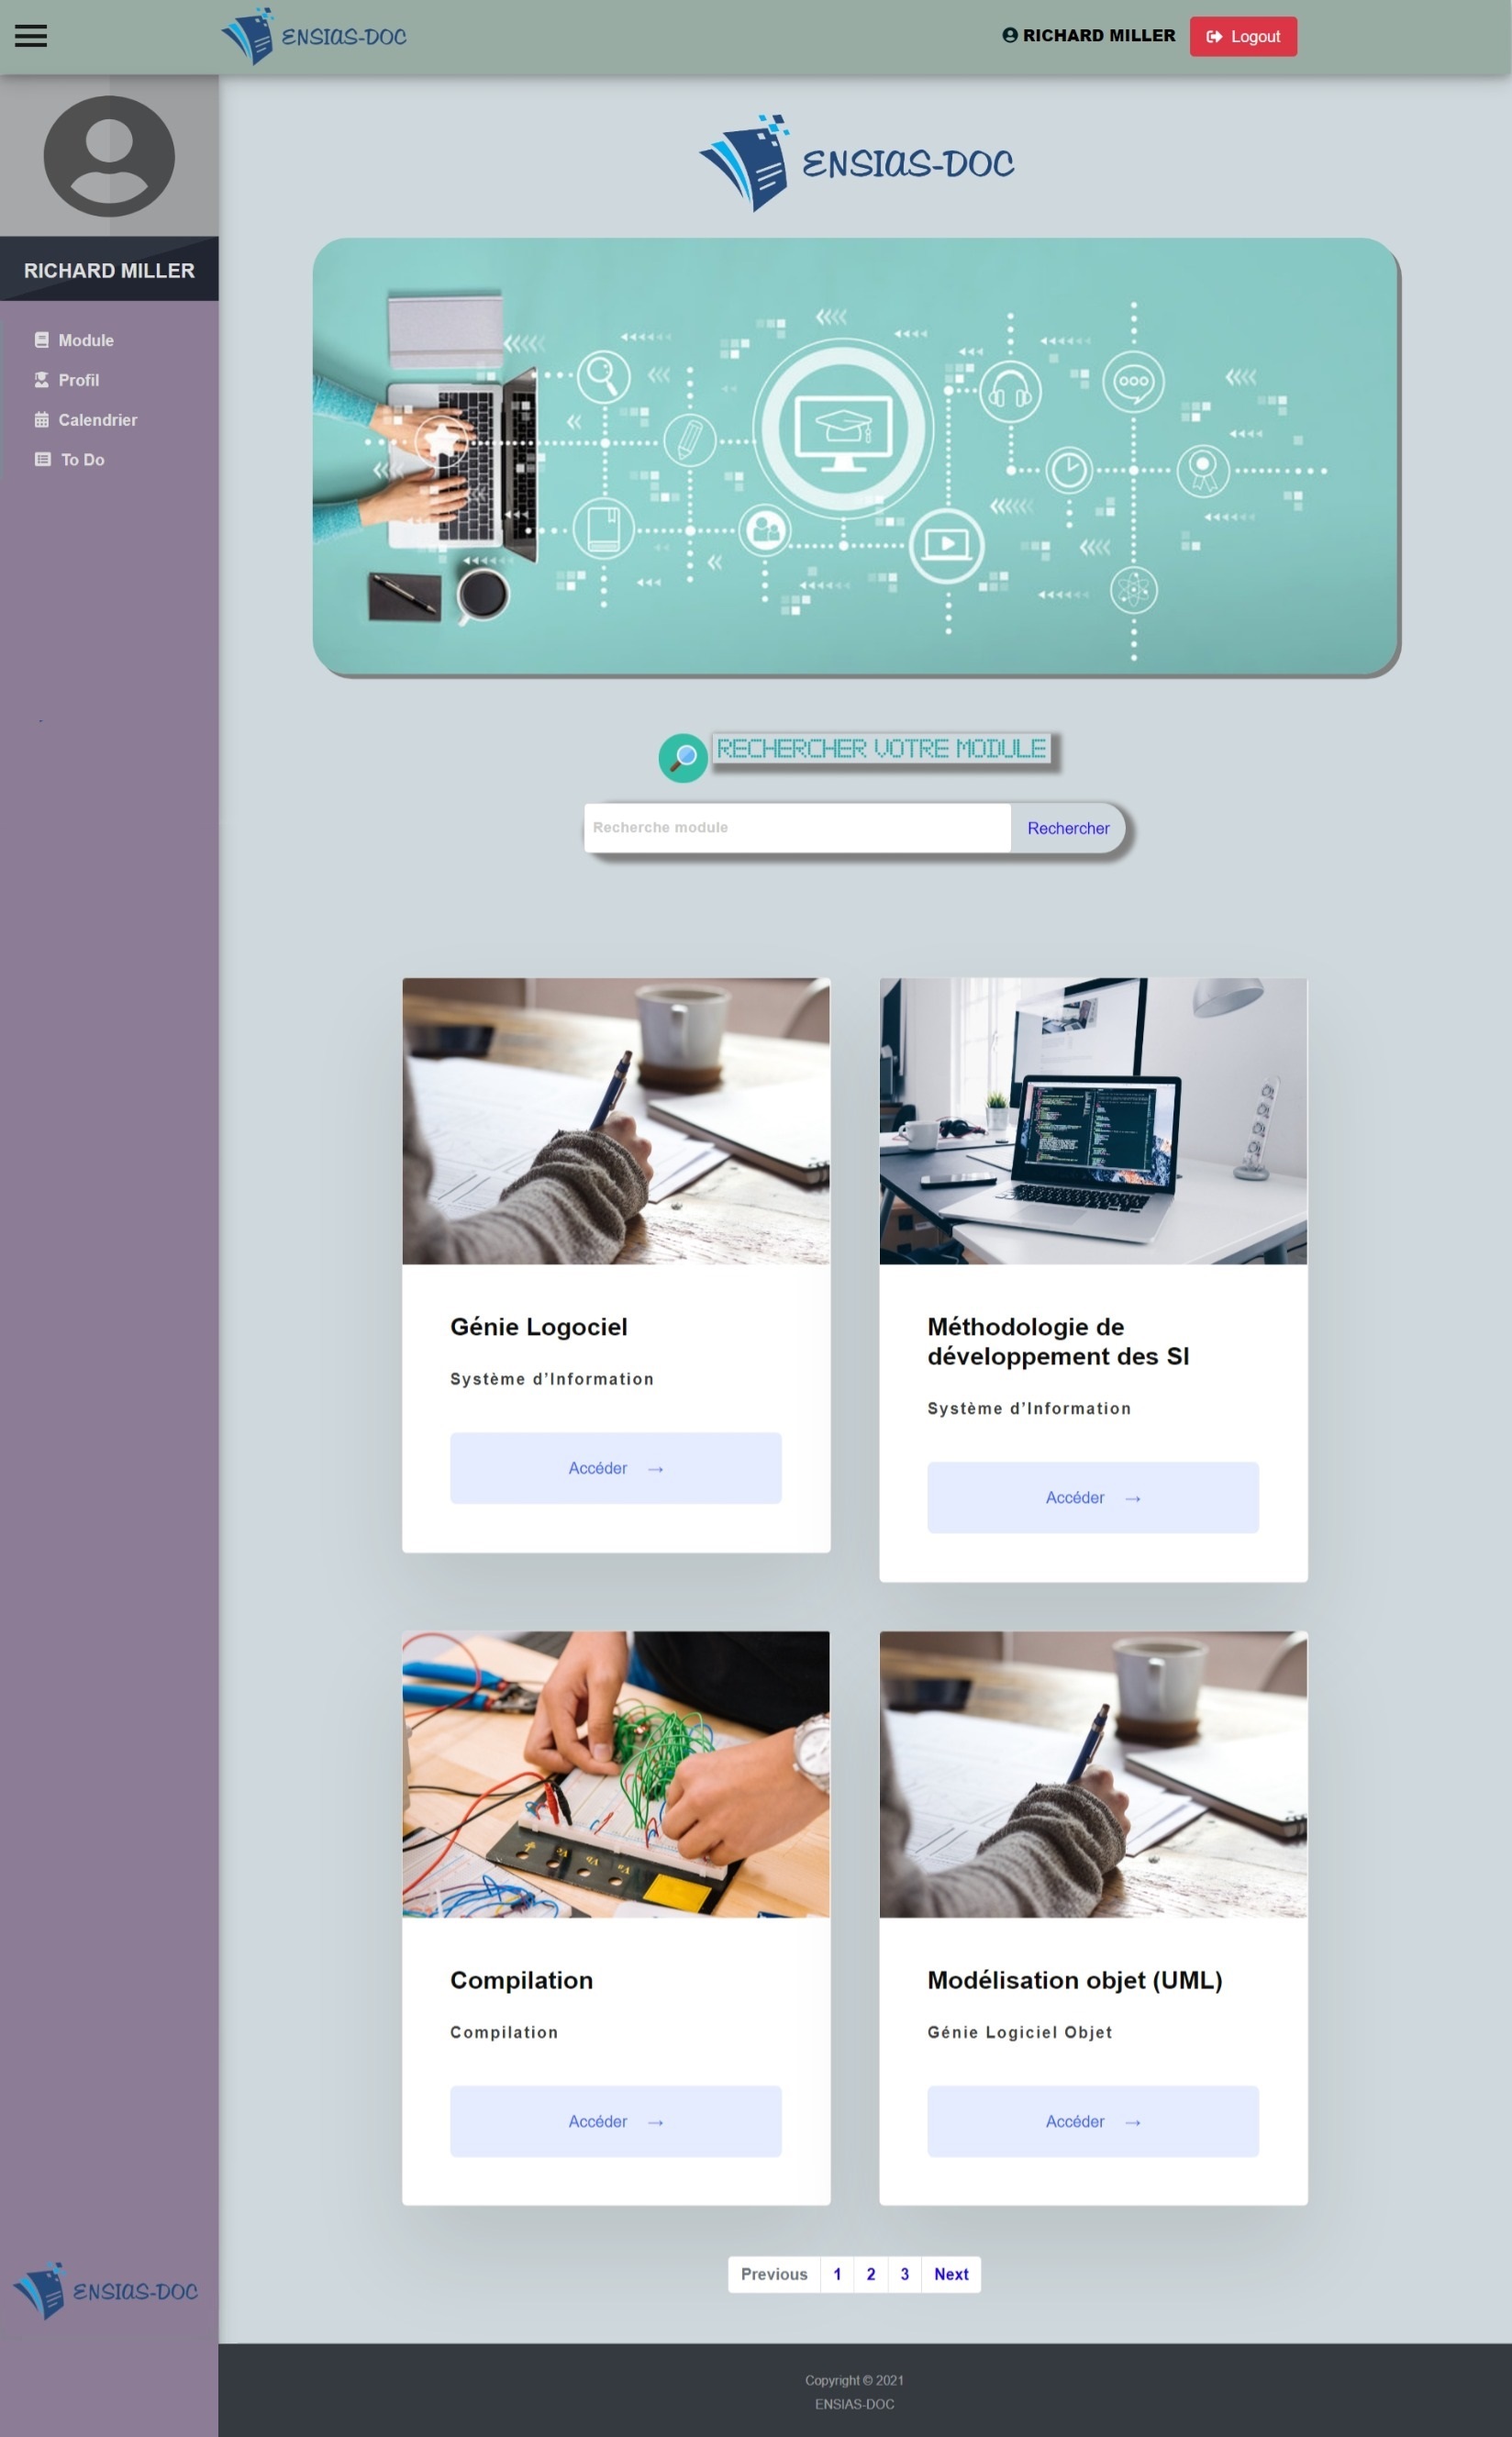 ENSIAS-DOC
RICHARD MILLER
Logout
RICHARD MILLER
Module
Profil
Calendrier
To Do
ENSIAS-DOC
RECHERCHER VOTRE MODULE
Recherche module
Rechercher
Génie Logociel
Système d’Information
Accéder →
Méthodologie de
développement des SI
Système d’Information
Accéder →
Compilation
Compilation
Accéder →
Modélisation objet (UML)
Génie Logiciel Objet
Accéder →
Previous 1 2 3 Next
ENSIAS-DOC
Copyright © 2021
ENSIAS-DOC